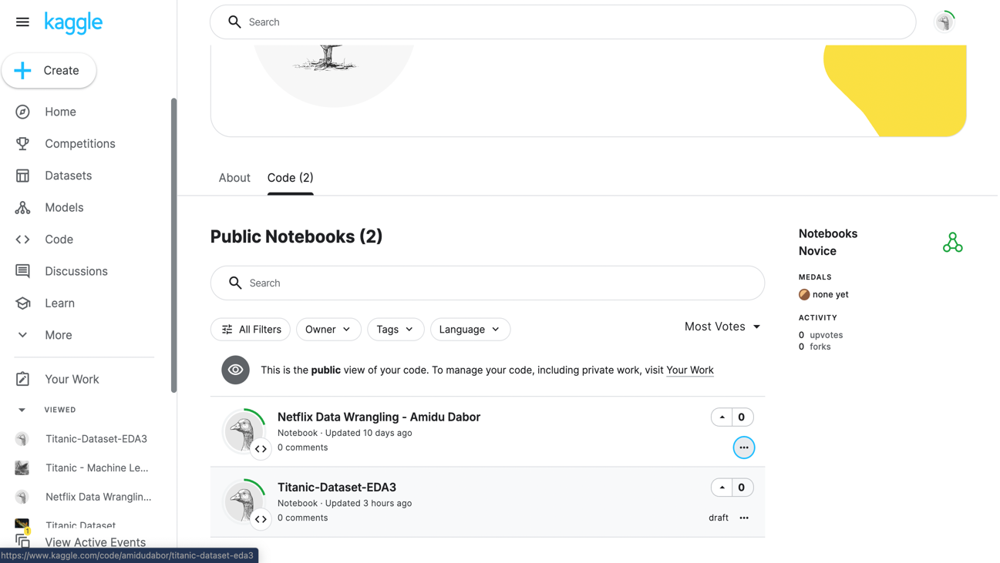 kaggle
Search
Create
Home
Competitions
Datasets
Models
Code
Discussions
Learn
More
Your Work
VIEWED
Titanic-Dataset-EDA3
Titanic - Machine Le...
Netflix Data Wranglin...
Titanic Dataset
1
View Active Events
https://www.kaggle.com/code/amidudabor/titanic-dataset-eda3
About Code (2)
Public Notebooks (2)
Search
All Filters Owner Tags Language Most Votes
This is the public view of your code. To manage your code, including private work, visit Your Work
Netflix Data Wrangling - Amidu Dabor
Notebook · Updated 10 days ago
0 comments
0
Titanic-Dataset-EDA3
Notebook · Updated 3 hours ago
0 comments
0
draft
Notebooks
Novice
MEDALS
none yet
ACTIVITY
0 upvotes
0 forks